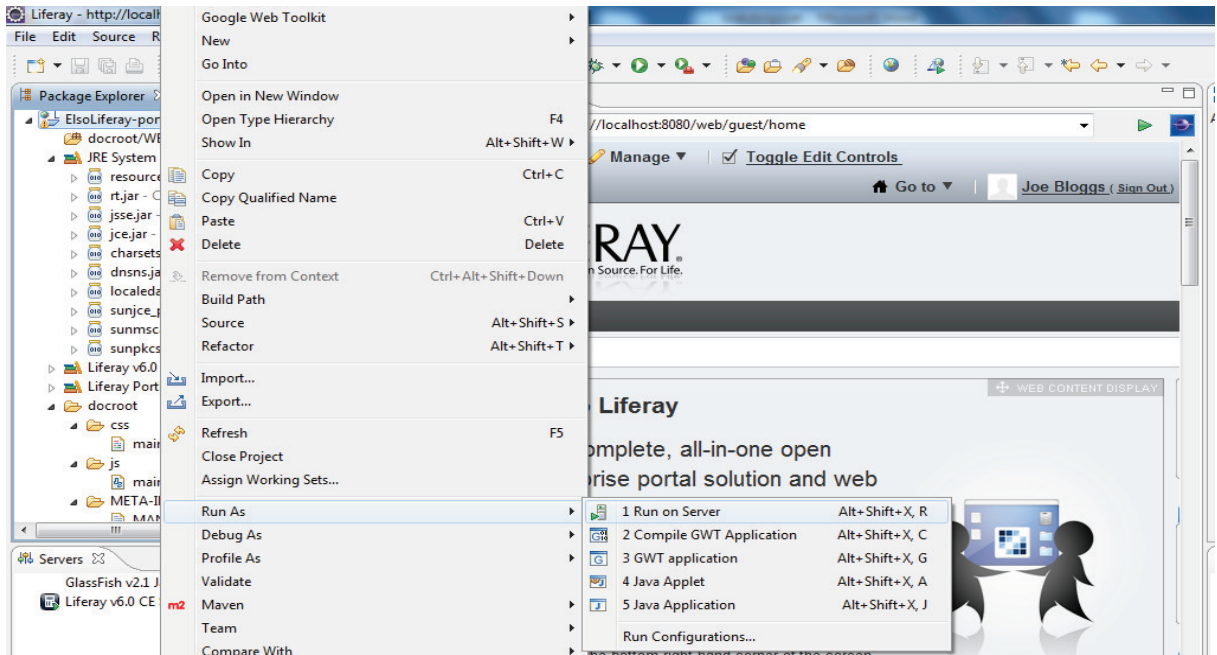 Liferay - http://localh
File Edit Source R
Package Explorer
ElsoLiferay-por
docroot/WE
JRE System
resource
rt.jar - C
jsse.jar -
jce.jar -
charsets
dnsns.ja
localeda
sunjce_p
sunmsc
sunpkcs
Liferay v6.0
Liferay Port
docroot
css
main
js
main
META-I
MAN
Servers
GlassFish v2.1 J
Liferay v6.0 CE
Google Web Toolkit
New
Go Into
Open in New Window
Open Type Hierarchy F4
Show In Alt+Shift+W
Copy Ctrl+C
Copy Qualified Name
Paste Ctrl+V
Delete Delete
Remove from Context Ctrl+Alt+Shift+Down
Build Path
Source Alt+Shift+S
Refactor Alt+Shift+T
Import...
Export...
Refresh F5
Close Project
Assign Working Sets...
Run As
Debug As
Profile As
Validate
m2 Maven
Team
Compare With
1 Run on Server Alt+Shift+X, R
2 Compile GWT Application Alt+Shift+X, C
3 GWT application Alt+Shift+X, G
4 Java Applet Alt+Shift+X, A
5 Java Application Alt+Shift+X, J
Run Configurations...
//localhost:8080/web/guest/home
Manage Toggle Edit Controls
Go to Joe Bloggs (Sign Out)
RAY.
n Source. For Life.
WEB CONTENT DISPLAY
Liferay
omplete, all-in-one open
rise portal solution and web